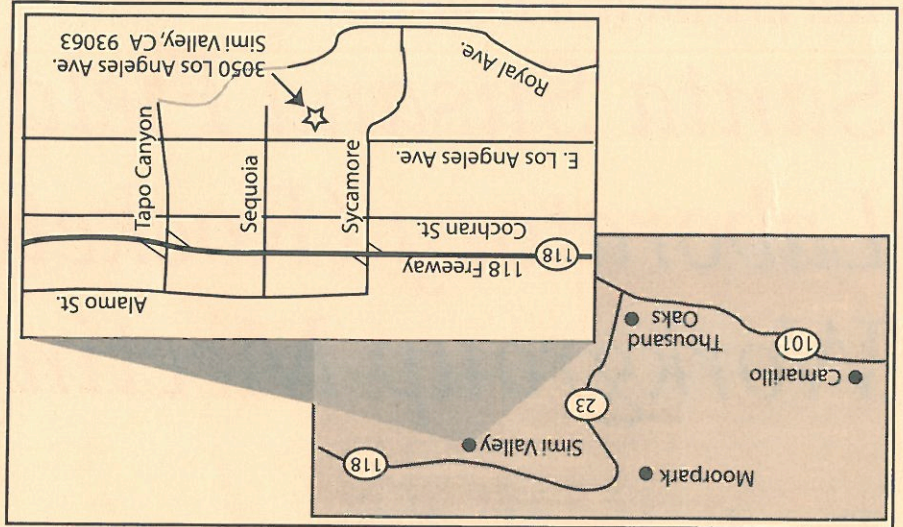 Moorpark
118
Simi Valley
23
Camarillo
101
Thousand
Oaks
Alamo St.
118
118 Freeway
Cochran St.
E. Los Angeles Ave.
Sycamore
Sequoia
Tapo Canyon
Royal Ave.
3050 Los Angeles Ave.
Simi Valley, CA 93063